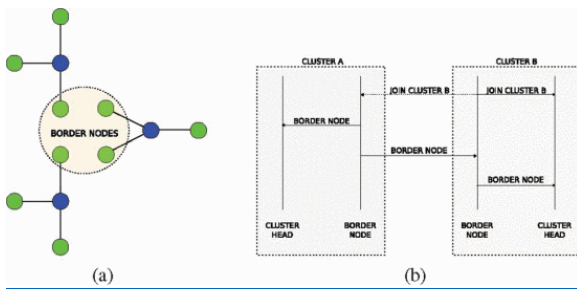 BORDER NODES
(a)
CLUSTER A
CLUSTER B
JOIN CLUSTER B
JOIN CLUSTER B
BORDER NODE
BORDER NODE
BORDER NODE
CLUSTER
HEAD
BORDER
NODE
BORDER
NODE
CLUSTER
HEAD
(b)